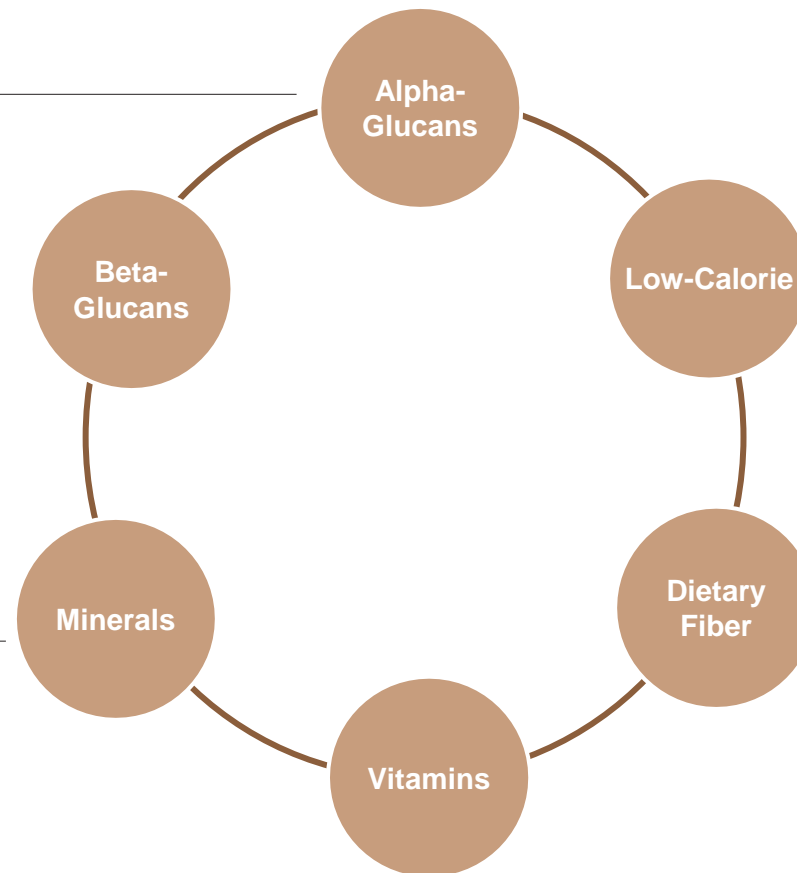 Alpha-
Glucans
Low-Calorie
Beta-
Glucans
Dietary
Fiber
Minerals
Vitamins